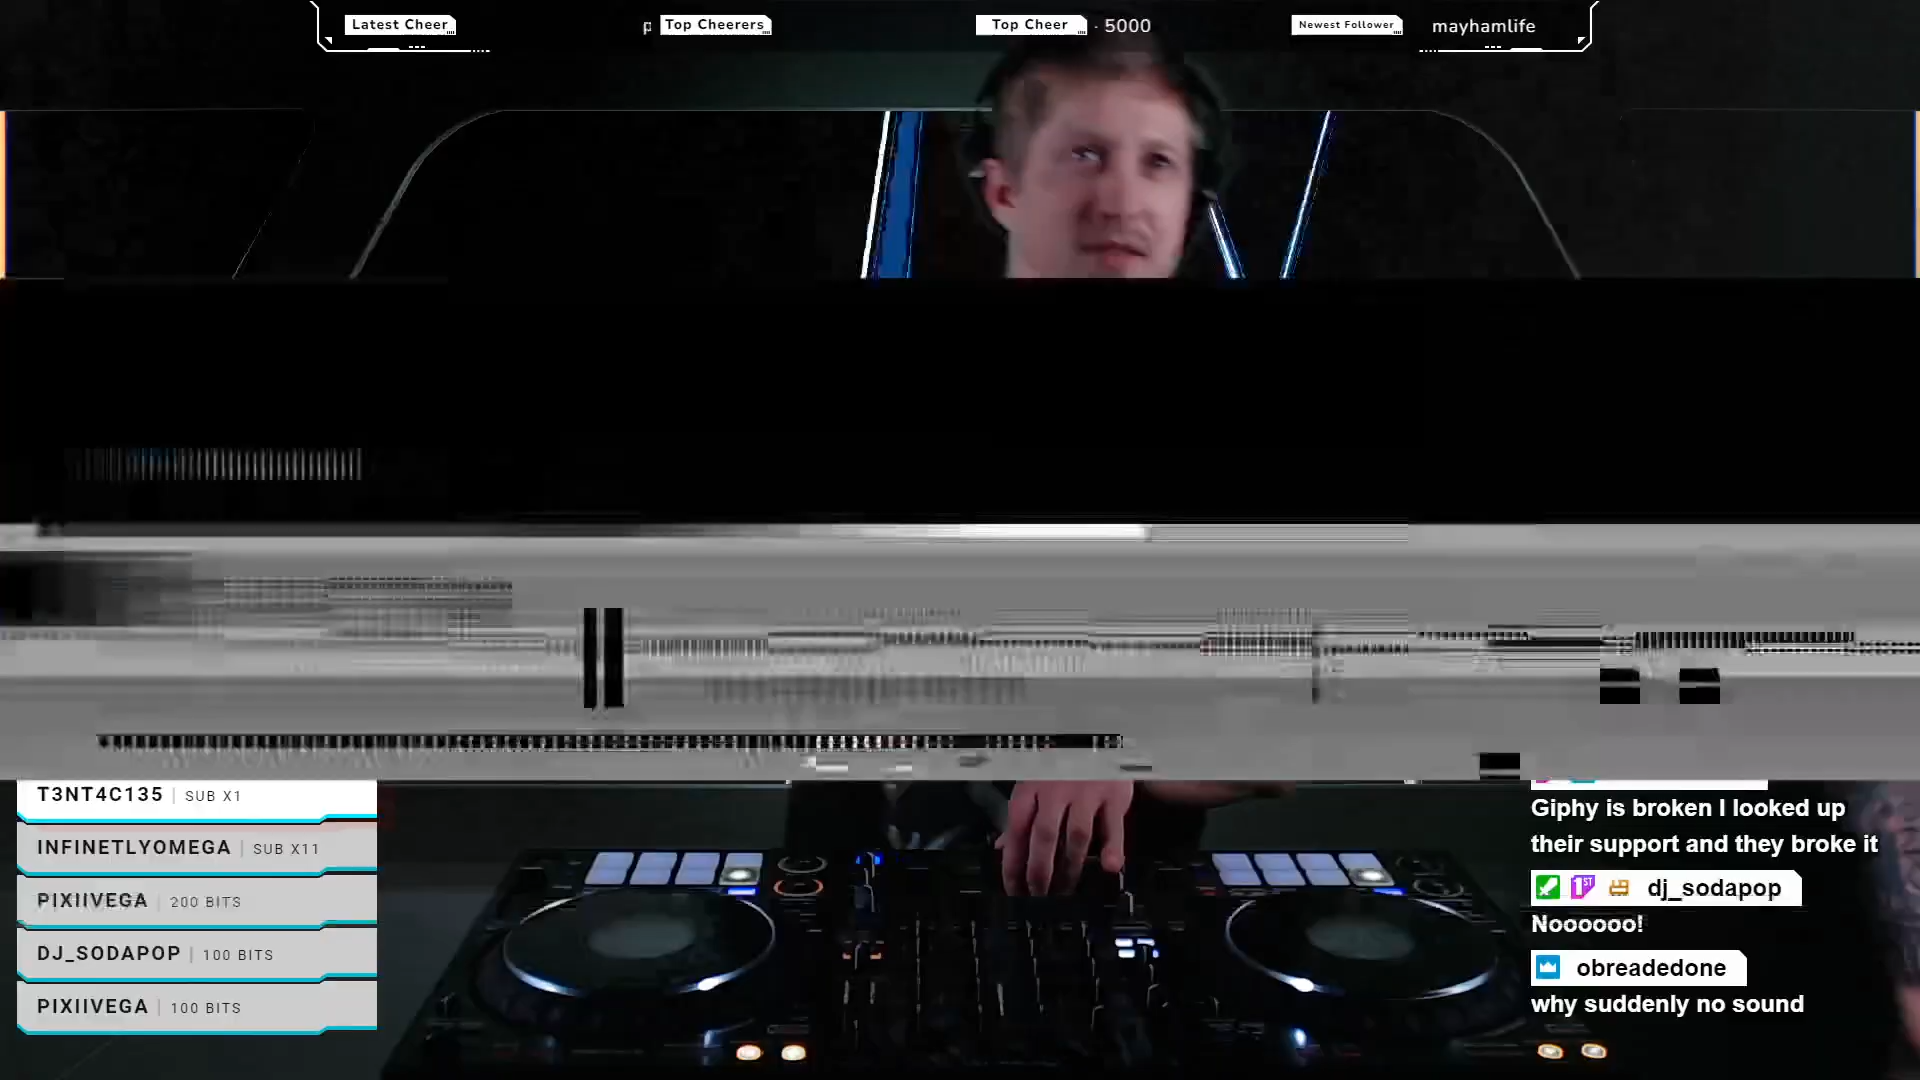 Latest Cheer
p
Top Cheerers
Top Cheer
· 5000
Newest Follower
mayhamlife
T3NT4C135 | SUB X1
INFINETLYOMEGA | SUB X11
PIXIIVEGA | 200 BITS
DJ_SODAPOP | 100 BITS
PIXIIVEGA | 100 BITS
Giphy is broken I looked up
their support and they broke it
1ST dj_sodapop
Noooooo!
obreadedone
why suddenly no sound